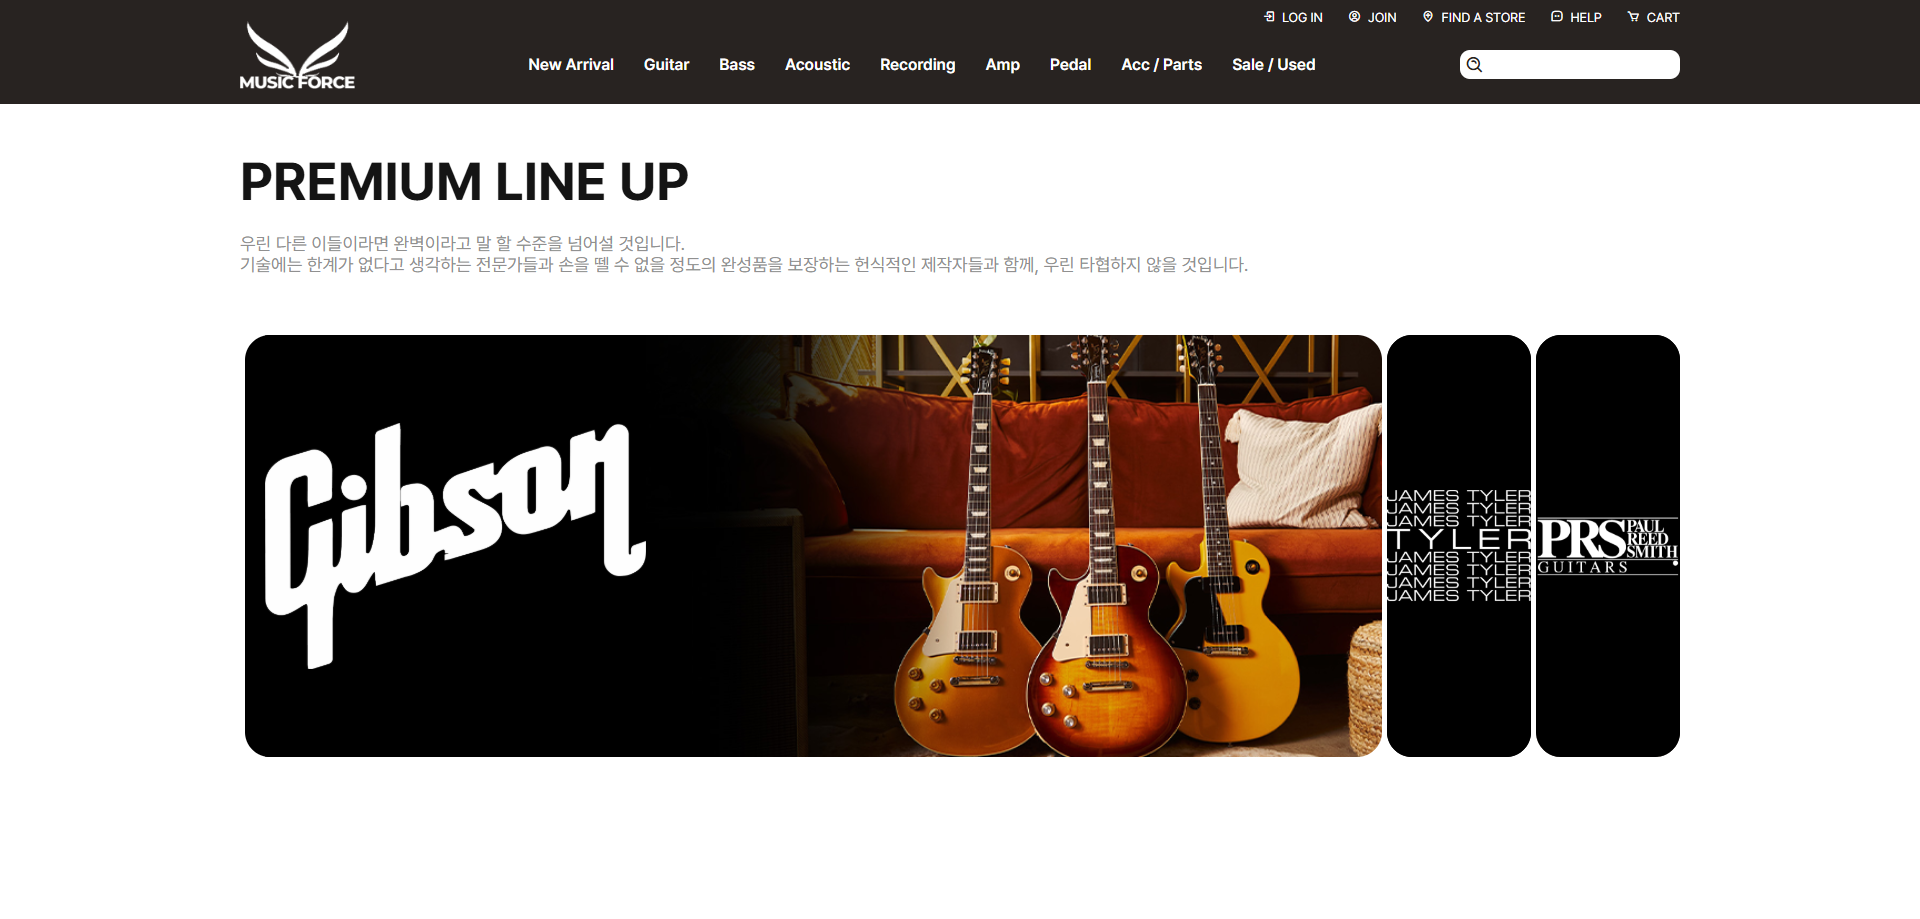 LOG IN JOIN FIND A STORE HELP CART
MUSIC FORCE
New Arrival Guitar Bass Acoustic Recording Amp Pedal Acc / Parts Sale / Used
PREMIUM LINE UP
우린 다른 이들이라면 완벽이라고 말 할 수준을 넘어설 것입니다.
기술에는 한계가 없다고 생각하는 전문가들과 손을 뗄 수 없을 정도의 완성품을 보장하는 헌식적인 제작자들과 함께, 우린 타협하지 않을 것입니다.
Gibson
JAMES TYLER
JAMES TYLER
JAMES TYLER
TYLER
JAMES TYLER
JAMES TYLER
JAMES TYLER
JAMES TYLER
PRS PAUL
REED
SMITH
GUITARS